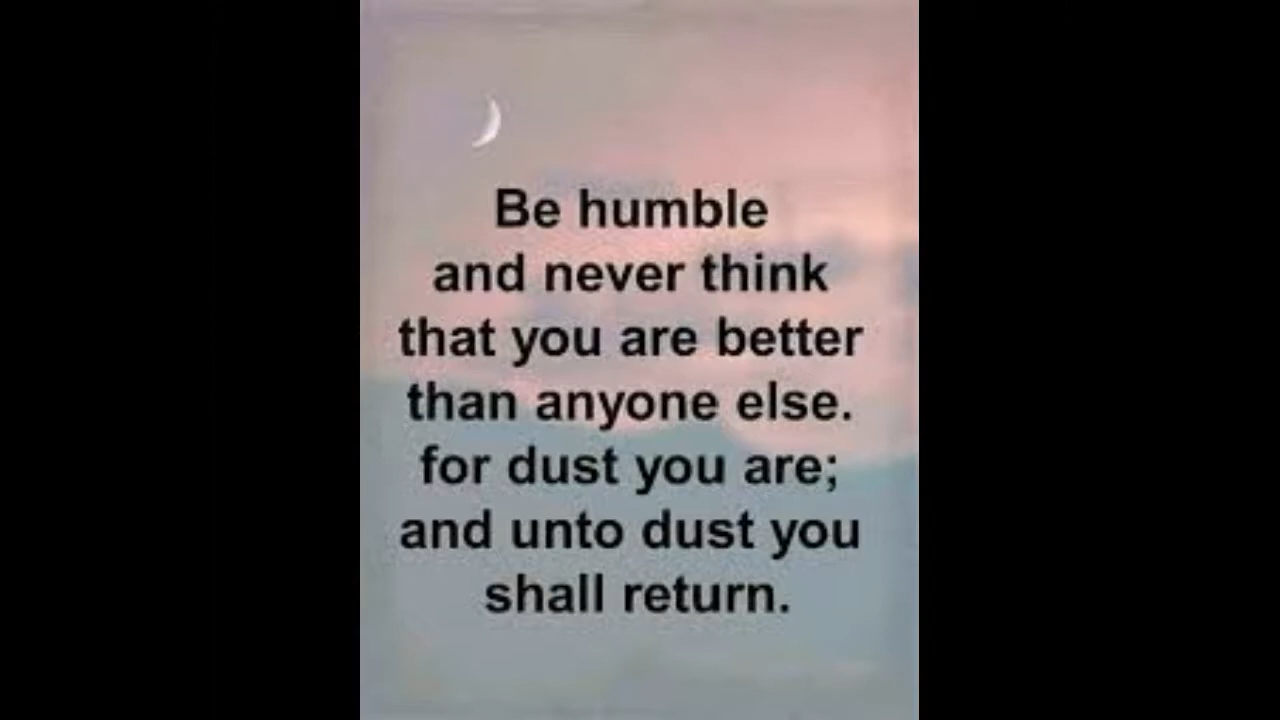 Be humble
and never think
that you are better
than anyone else.
for dust you are;
and unto dust you
shall return.